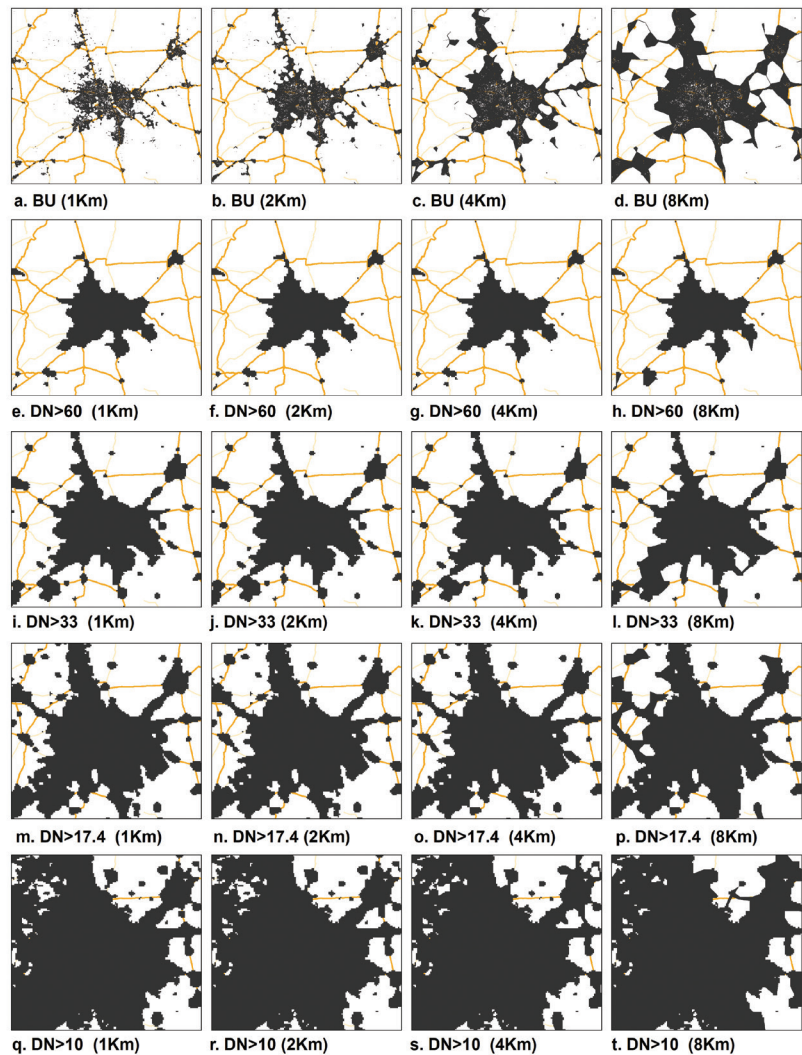 a. BU (1Km) b. BU (2Km) c. BU (4Km) d. BU (8Km)
e. DN>60 (1Km) f. DN>60 (2Km) g. DN>60 (4Km) h. DN>60 (8Km)
i. DN>33 (1Km) j. DN>33 (2Km) k. DN>33 (4Km) l. DN>33 (8Km)
m. DN>17.4 (1Km) n. DN>17.4 (2Km) o. DN>17.4 (4Km) p. DN>17.4 (8Km)
q. DN>10 (1Km) r. DN>10 (2Km) s. DN>10 (4Km) t. DN>10 (8Km)